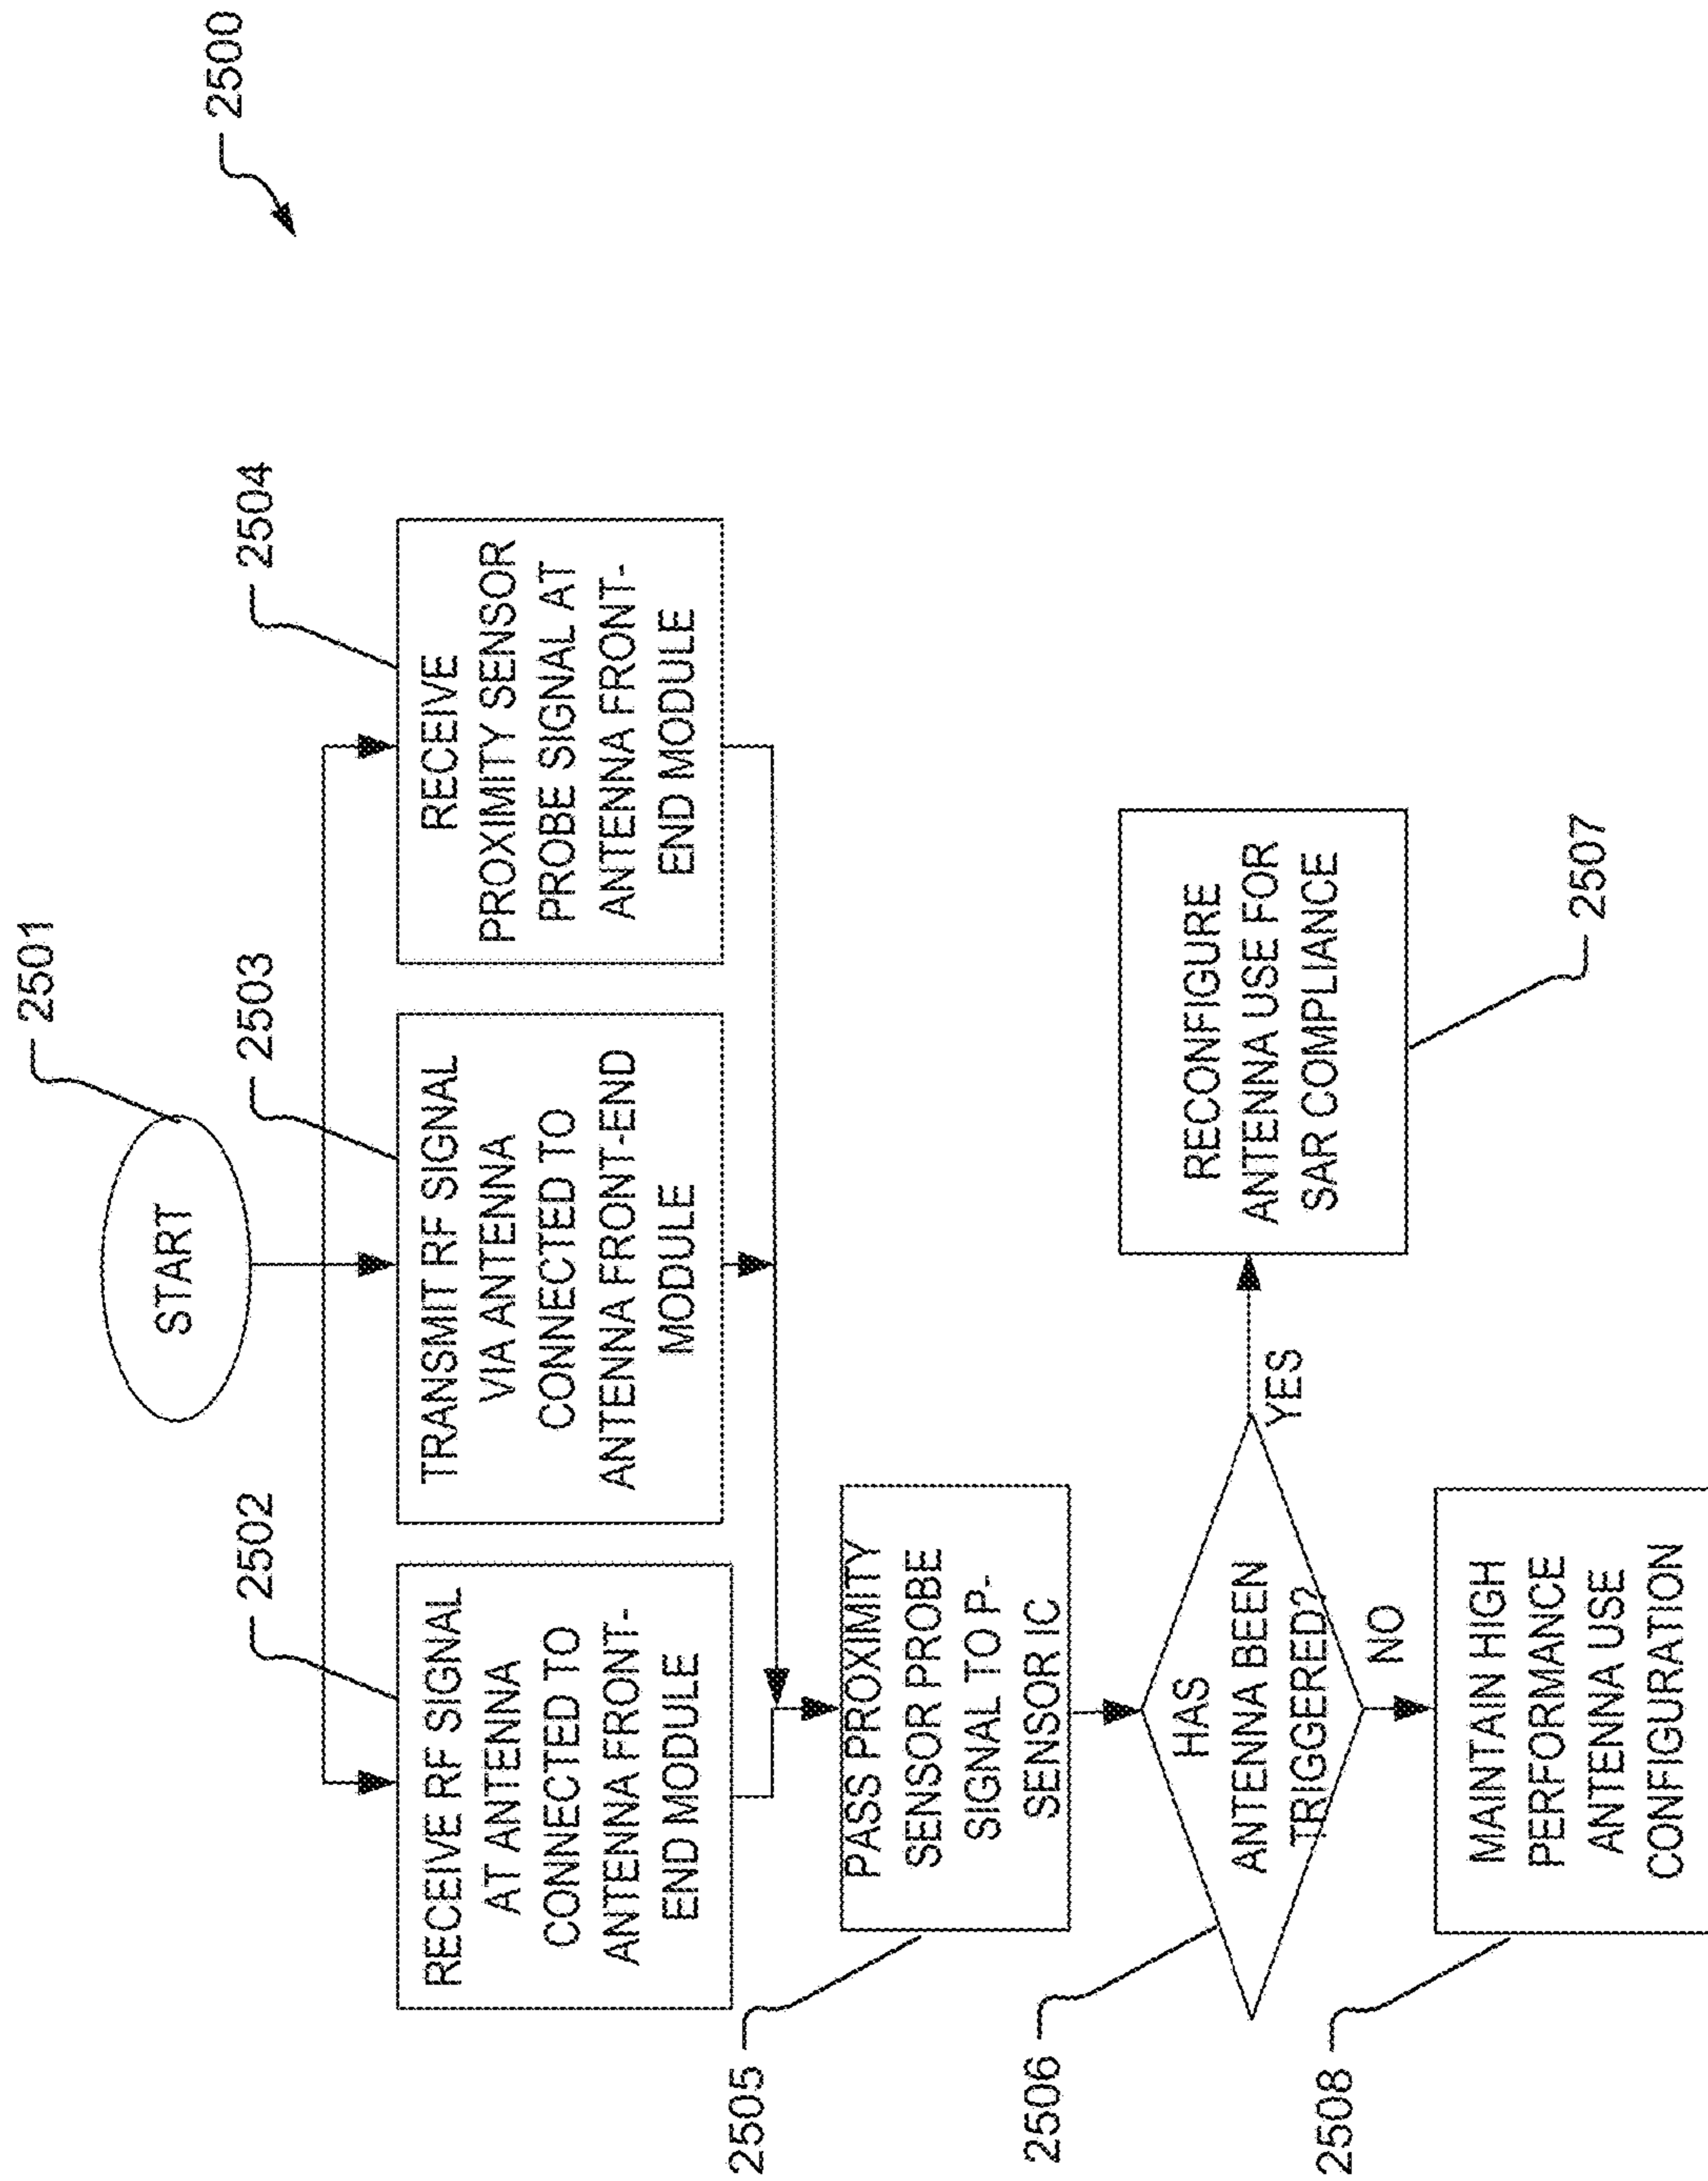 2500
2501
START
2502
RECEIVE RF SIGNAL
AT ANTENNA
CONNECTED TO
ANTENNA FRONT-
END MODULE
2503
TRANSMIT RF SIGNAL
VIA ANTENNA
CONNECTED TO
ANTENNA FRONT-END
MODULE
2504
RECEIVE
PROXIMITY SENSOR
PROBE SIGNAL AT
ANTENNA FRONT-
END MODULE
2505
PASS PROXIMITY
SENSOR PROBE
SIGNAL TO P-
SENSOR IC
2506
HAS
ANTENNA BEEN
TRIGGERED?
YES
RECONFIGURE
ANTENNA USE FOR
SAR COMPLIANCE
2507
NO
2508
MAINTAIN HIGH
PERFORMANCE
ANTENNA USE
CONFIGURATION